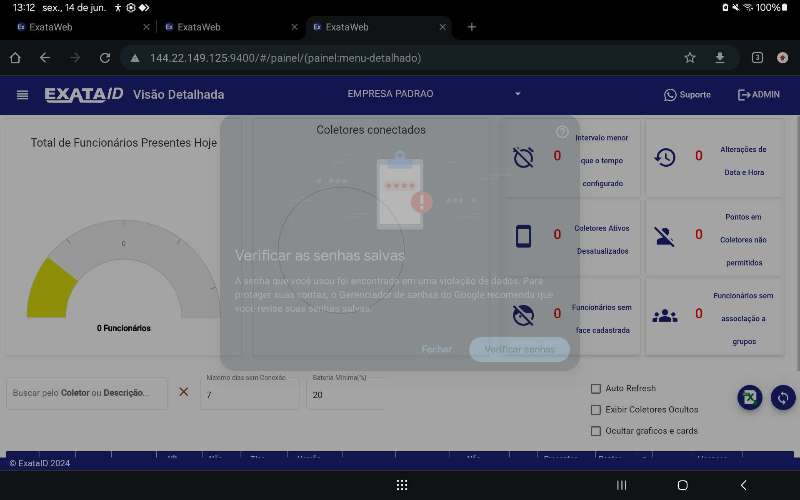 13:12 sex., 14 de jun. 100%
ExataWeb
ExataWeb
ExataWeb
144.22.149.125:9400/#/painel/(painel:menu-detalhado)
3
EXATA ID Visão Detalhada
EMPRESA PADRAO
Suporte
ADMIN
Total de Funcionários Presentes Hoje
0
0 Funcionários
Coletores conectados
Verificar as senhas salvas
A senha que você usou foi encontrada em uma violação de dados. Para
proteger suas contas, o Gerenciador de senhas do Google recomenda que
você revise suas senhas salvas.
Fechar
Verificar senhas
0
Intervalo menor
que o tempo
configurado
0
Alterações de
Data e Hora
0
Coletores Ativos
Desatualizados
0
Pontos em
Coletores não
permitidos
0
Funcionários sem
face cadastrada
0
Funcionários sem
associação a
grupos
Buscar pelo Coletor ou Descrição...
Máximo dias sem Conexão
7
Bateria Mínima(%)
20
Auto Refresh
Exibir Coletores Ocultos
Ocultar graficos e cards
© ExataID 2024